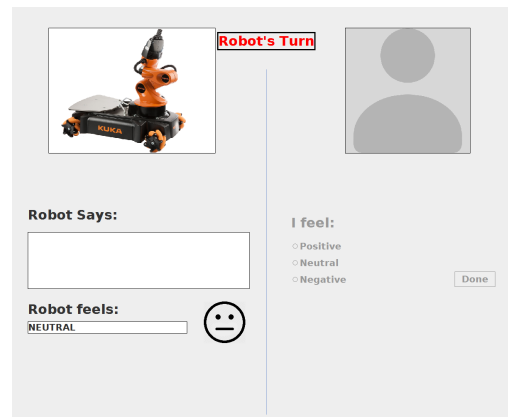 Robot's Turn
KUKA
Robot Says:
Robot feels:
NEUTRAL
I feel:
Positive
Neutral
Negative
Done